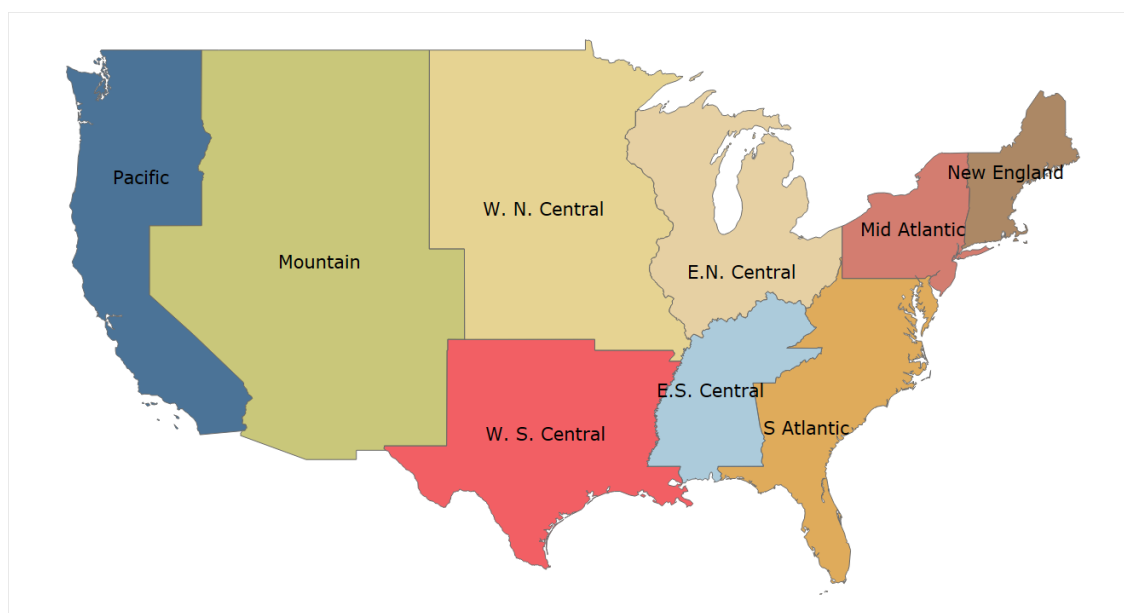 New England
Pacific
W. N. Central
Mid Atlantic
Mountain
E.N. Central
E.S. Central
S Atlantic
W. S. Central